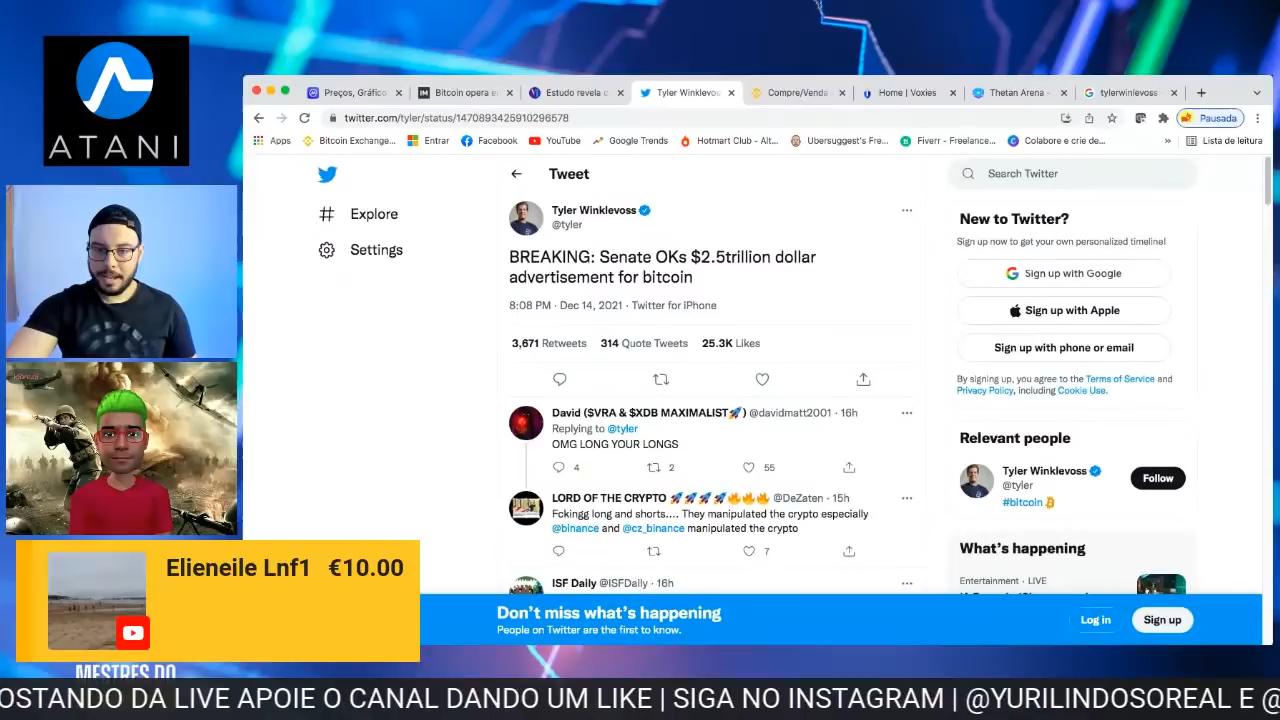 ATANI
Preços, Gráfico
Bitcoin opera e
Estudo revela c
Tyler Winklevos
Compre/Venda
Home | Voxies
Thetan Arena -
tylerwinlevoss
twitter.com/tyler/status/1470893425910296578
Pausada
Apps
Bitcoin Exchange...
Entrar
Facebook
YouTube
Google Trends
Hotmart Club - Alt...
Ubersuggest's Fre...
Fiverr - Freelance...
Colabore e crie de...
»
Lista de leitura
Explore
Settings
Tweet
Tyler Winklevoss
@tyler
BREAKING: Senate OKs $2.5trillion dollar
advertisement for bitcoin
8:08 PM · Dec 14, 2021 · Twitter for iPhone
3,671 Retweets 314 Quote Tweets 25.3K Likes
David ($VRA & $XDB MAXIMALIST🚀) @davidmatt2001 · 16h
Replying to @tyler
OMG LONG YOUR LONGS
4 2 55
LORD OF THE CRYPTO 🚀🚀🚀🚀🔥🔥🔥 @DeZaten · 15h
Fckingg long and shorts.... They manipulated the crypto especially
@binance and @cz_binance manipulated the crypto
7
ISF Daily @ISFDaily · 16h
Search Twitter
New to Twitter?
Sign up now to get your own personalized timeline!
Sign up with Google
Sign up with Apple
Sign up with phone or email
By signing up, you agree to the Terms of Service and
Privacy Policy, including Cookie Use.
Relevant people
Tyler Winklevoss
@tyler
#bitcoin
Follow
What's happening
Entertainment · LIVE
Don't miss what's happening
People on Twitter are the first to know.
Log in
Sign up
Elieneile Lnf1 €10.00
MESTRES DO
OSTANDO DA LIVE APOIE O CANAL DANDO UM LIKE | SIGA NO INSTAGRAM | @YURILINDOSOREAL E @